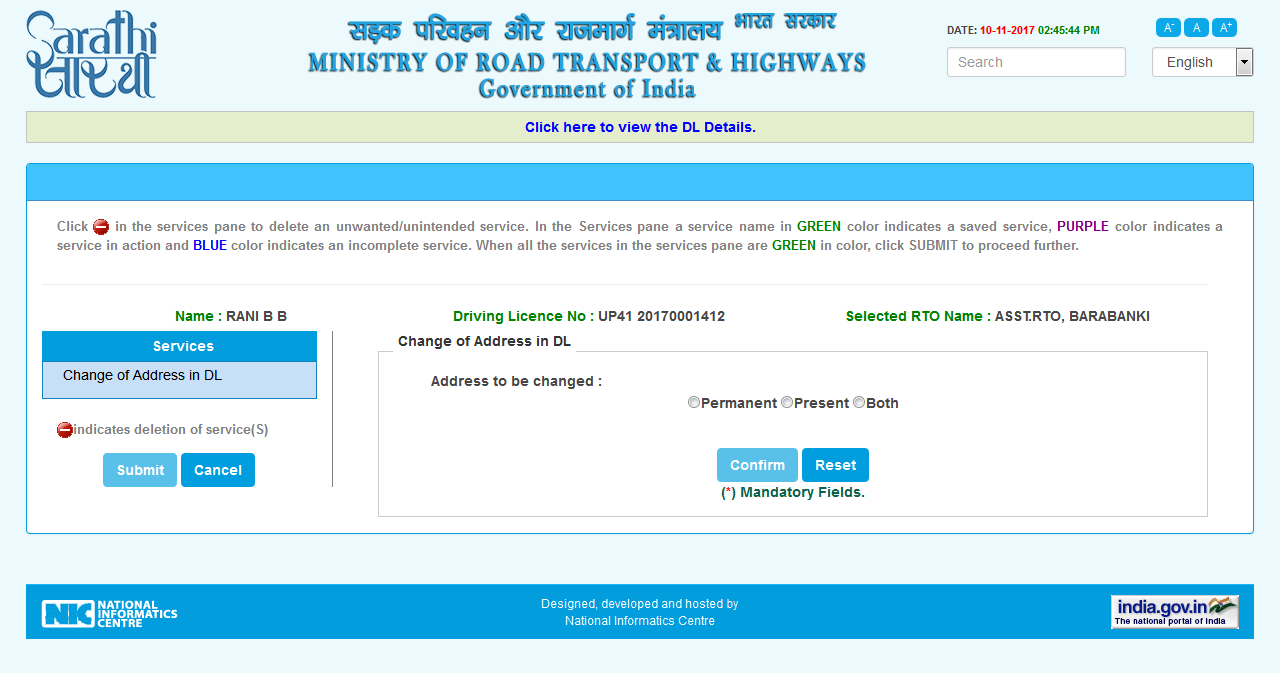 Sarathi
सारथी
सड़क परिवहन और राजमार्ग मंत्रालय भारत सरकार
MINISTRY OF ROAD TRANSPORT & HIGHWAYS
Government of India
DATE: 10-11-2017 02:45:44 PM
A- A A+
Search
English
Click here to view the DL Details.
Click in the services pane to delete an unwanted/unintended service. In the Services pane a service name in GREEN color indicates a saved service, PURPLE color indicates a
service in action and BLUE color indicates an incomplete service. When all the services in the services pane are GREEN in color, click SUBMIT to proceed further.
Name : RANI B B
Driving Licence No : UP41 20170001412
Selected RTO Name : ASST.RTO, BARABANKI
Services
Change of Address in DL
indicates deletion of service(S)
Submit Cancel
Change of Address in DL
Address to be changed :
Permanent Present Both
Confirm Reset
(*) Mandatory Fields.
NIC NATIONAL
INFORMATICS
CENTRE
Designed, developed and hosted by
National Informatics Centre
india.gov.in
The national portal of India